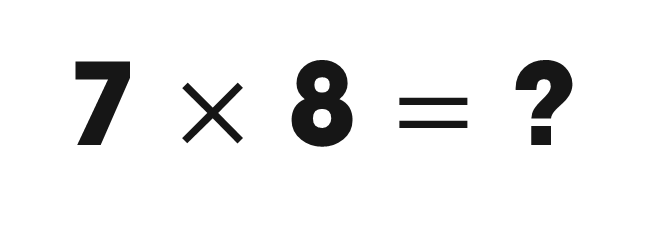 7 × 8 = ?